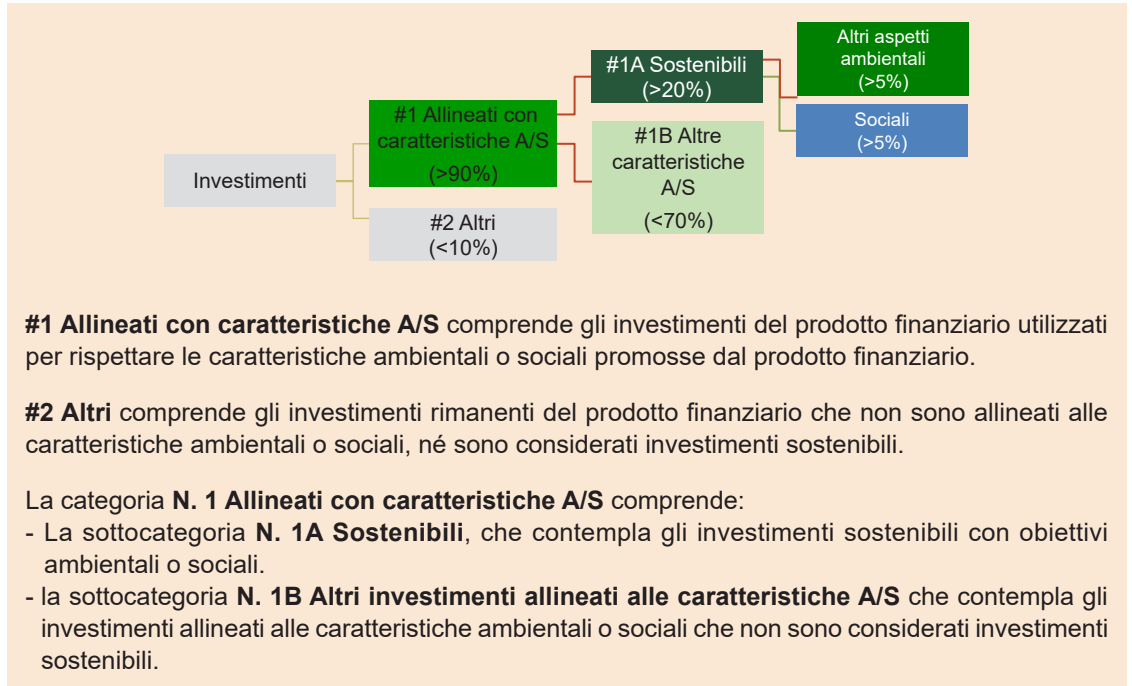 Investimenti
#1 Allineati con
caratteristiche A/S
(>90%)
#2 Altri
(<10%)
#1A Sostenibili
(>20%)
#1B Altre
caratteristiche
A/S
(<70%)
Altri aspetti
ambientali
(>5%)
Sociali
(>5%)
#1 Allineati con caratteristiche A/S comprende gli investimenti del prodotto finanziario utilizzati
per rispettare le caratteristiche ambientali o sociali promosse dal prodotto finanziario.
#2 Altri comprende gli investimenti rimanenti del prodotto finanziario che non sono allineati alle
caratteristiche ambientali o sociali, né sono considerati investimenti sostenibili.
La categoria N. 1 Allineati con caratteristiche A/S comprende:
- La sottocategoria N. 1A Sostenibili, che contempla gli investimenti sostenibili con obiettivi
ambientali o sociali.
- la sottocategoria N. 1B Altri investimenti allineati alle caratteristiche A/S che contempla gli
investimenti allineati alle caratteristiche ambientali o sociali che non sono considerati investimenti
sostenibili.